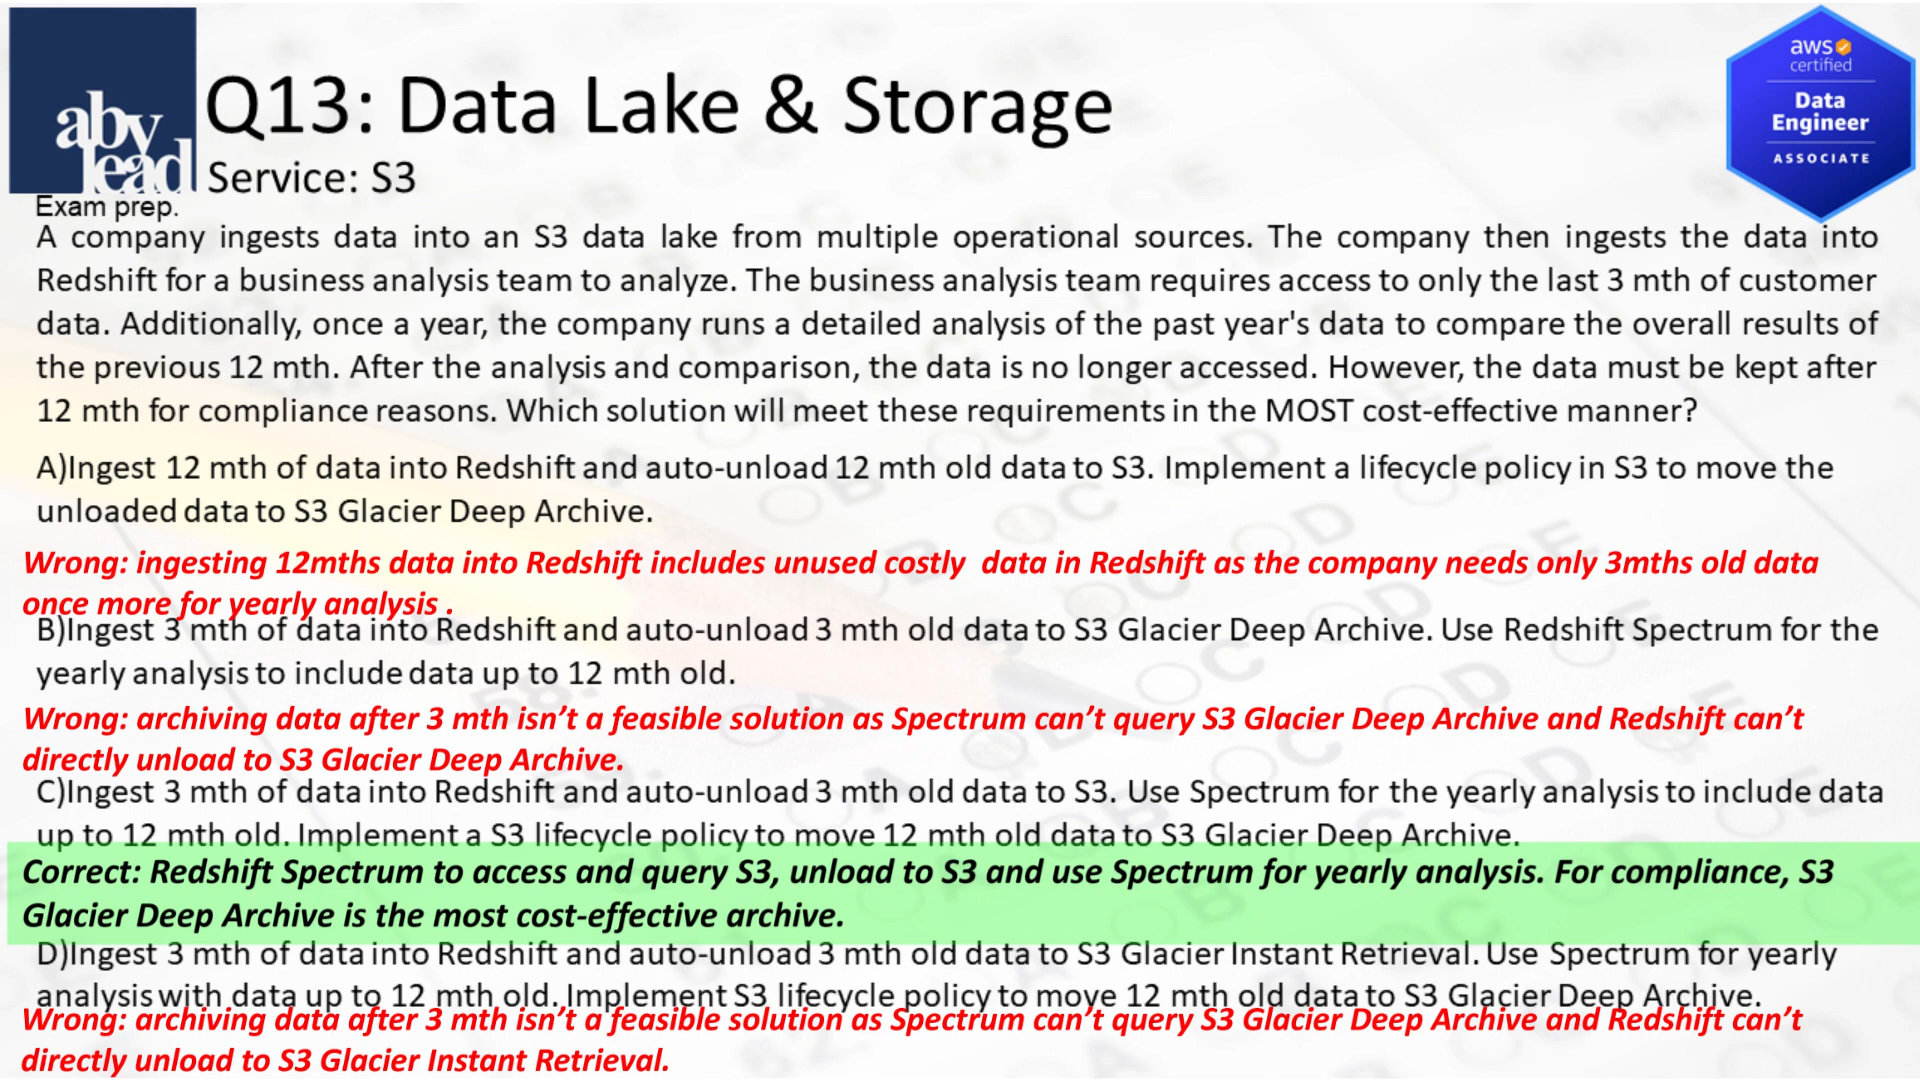 aby
lead
Q13: Data Lake & Storage
Service: S3
Exam prep.
aws
certified
Data
Engineer
ASSOCIATE
A company ingests data into an S3 data lake from multiple operational sources. The company then ingests the data into
Redshift for a business analysis team to analyze. The business analysis team requires access to only the last 3 mth of customer
data. Additionally, once a year, the company runs a detailed analysis of the past year's data to compare the overall results of
the previous 12 mth. After the analysis and comparison, the data is no longer accessed. However, the data must be kept after
12 mth for compliance reasons. Which solution will meet these requirements in the MOST cost-effective manner?
A)Ingest 12 mth of data into Redshift and auto-unload 12 mth old data to S3. Implement a lifecycle policy in S3 to move the
unloaded data to S3 Glacier Deep Archive.
Wrong: ingesting 12mths data into Redshift includes unused costly data in Redshift as the company needs only 3mths old data
once more for yearly analysis .
B)Ingest 3 mth of data into Redshift and auto-unload 3 mth old data to S3 Glacier Deep Archive. Use Redshift Spectrum for the
yearly analysis to include data up to 12 mth old.
Wrong: archiving data after 3 mth isn’t a feasible solution as Spectrum can’t query S3 Glacier Deep Archive and Redshift can’t
directly unload to S3 Glacier Deep Archive.
C)Ingest 3 mth of data into Redshift and auto-unload 3 mth old data to S3. Use Spectrum for the yearly analysis to include data
up to 12 mth old. Implement a S3 lifecycle policy to move 12 mth old data to S3 Glacier Deep Archive.
Correct: Redshift Spectrum to access and query S3, unload to S3 and use Spectrum for yearly analysis. For compliance, S3
Glacier Deep Archive is the most cost-effective archive.
D)Ingest 3 mth of data into Redshift and auto-unload 3 mth old data to S3 Glacier Instant Retrieval. Use Spectrum for yearly
analysis with data up to 12 mth old. Implement S3 lifecycle policy to move 12 mth old data to S3 Glacier Deep Archive.
Wrong: archiving data after 3 mth isn’t a feasible solution as Spectrum can’t query S3 Glacier Deep Archive and Redshift can’t
directly unload to S3 Glacier Instant Retrieval.